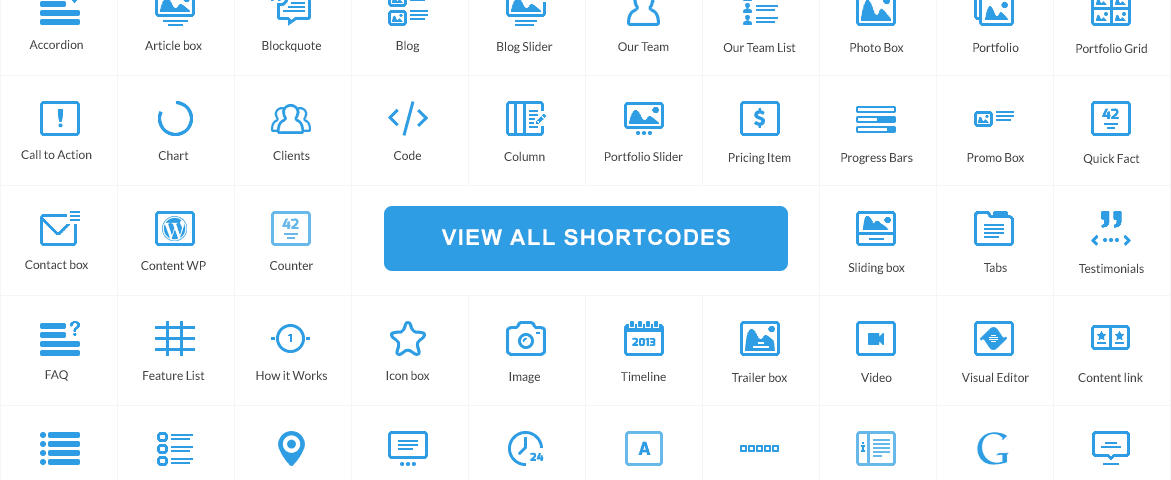 Accordion
Article box
Blockquote
Blog
Blog Slider
Our Team
Our Team List
Photo Box
Portfolio
Portfolio Grid
!
$
42
Call to Action
Chart
Clients
Code
Column
Portfolio Slider
Pricing Item
Progress Bars
Promo Box
Quick Fact
W
42
VIEW ALL SHORTCODES
Contact box
Content WP
Counter
Sliding box
Tabs
Testimonials
?
1
2013
FAQ
Feature List
How it Works
Icon box
Image
Timeline
Trailer box
Video
Visual Editor
Content link
24
A
i
G